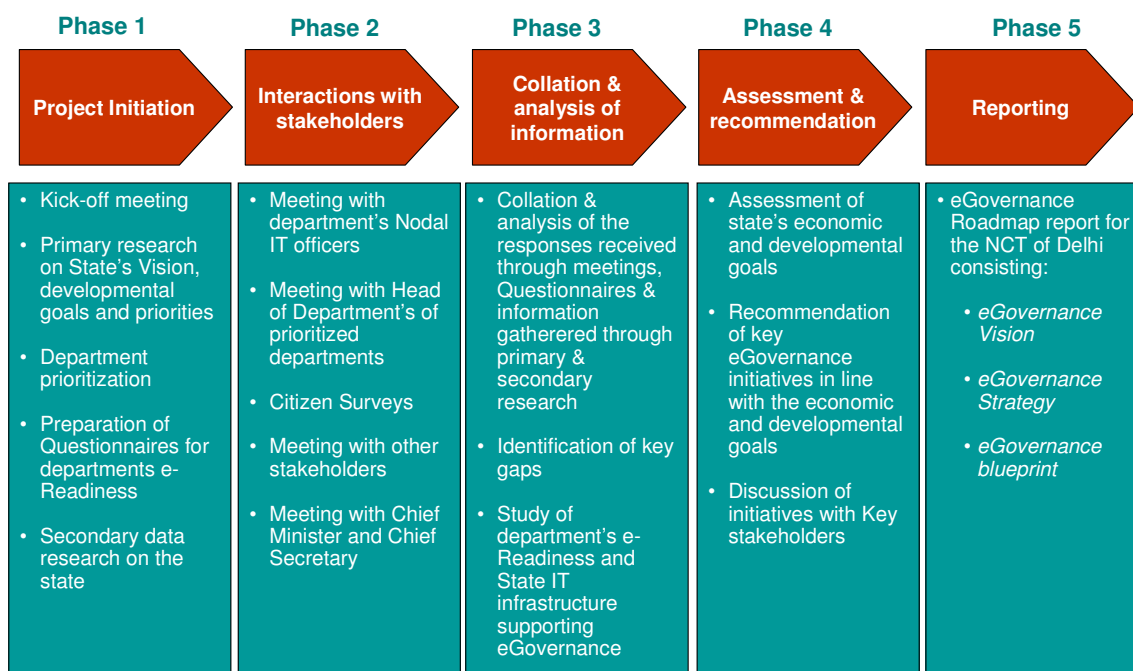 Phase 1
Project Initiation
• Kick-off meeting
• Primary research
on State's Vision,
developmental
goals and priorities
• Department
prioritization
• Preparation of
Questionnaires for
departments e-
Readiness
• Secondary data
research on the
state
Phase 2
Interactions with
stakeholders
• Meeting with
department's Nodal
IT officers
• Meeting with Head
of Department's of
prioritized
departments
• Citizen Surveys
• Meeting with other
stakeholders
• Meeting with Chief
Minister and Chief
Secretary
Phase 3
Collation &
analysis of
information
• Collation &
analysis of the
responses received
through meetings,
Questionnaires &
information
gatherered through
primary &
secondary
research
• Identification of key
gaps
• Study of
department's e-
Readiness and
State IT
infrastructure
supporting
eGovernance
Phase 4
Assessment &
recommendation
• Assessment of
state's economic
and developmental
goals
• Recommendation
of key
eGovernance
initiatives in line
with the economic
and developmental
goals
• Discussion of
initiatives with Key
stakeholders
Phase 5
Reporting
• eGovernance
Roadmap report for
the NCT of Delhi
consisting:
• eGovernance
Vision
• eGovernance
Strategy
• eGovernance
blueprint